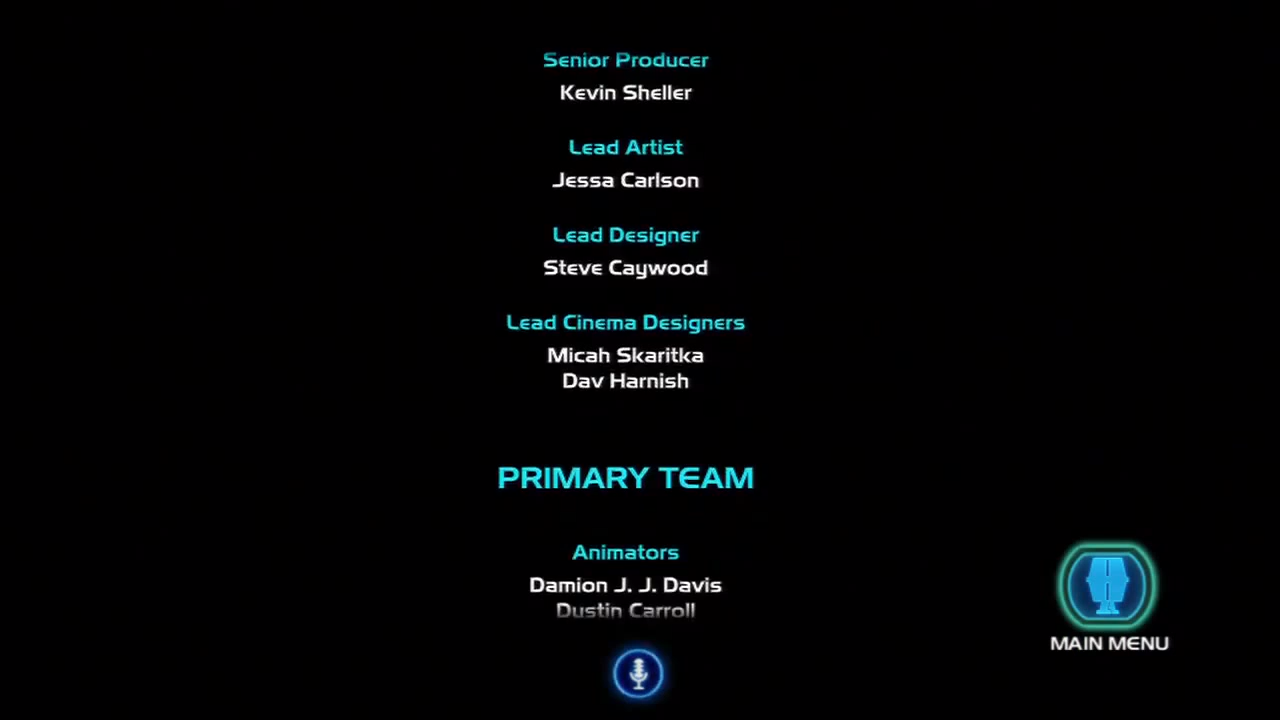 Senior Producer
Kevin Sheller
Lead Artist
Jessa Carlson
Lead Designer
Steve Caywood
Lead Cinema Designers
Micah Skaritka
Dav Harnish
PRIMARY TEAM
Animators
Damion J. J. Davis
Dustin Carroll
MAIN MENU